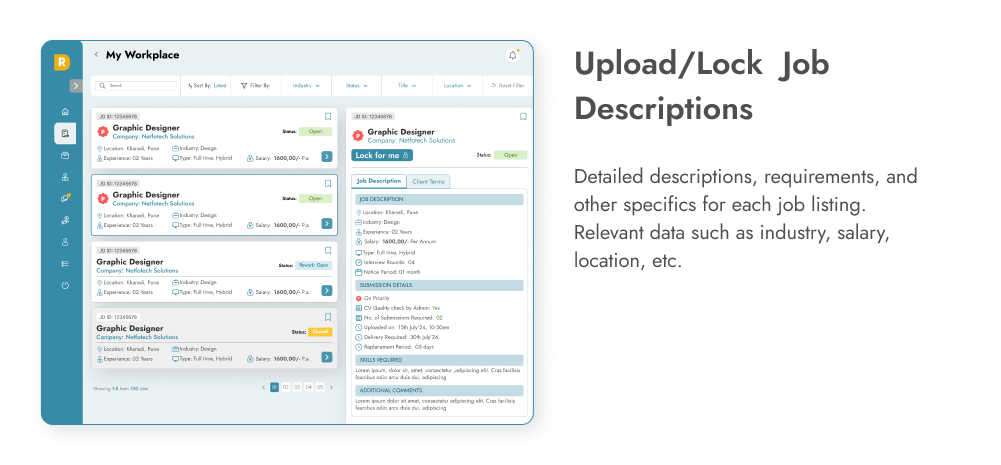 R
My Workplace
Search
Sort By: Latest
Filter By:
Industry
Status
Title
Location
Reset Filter
JD ID: 12345678
P
Graphic Designer
Company: Netfotech Solutions
Status: Open
Location: Kharadi, Pune
Industry: Design
Experience: 02 Years
Type: Full time, Hybrid
Salary: 1600,00/- P.a
JD ID: 12345678
P
Graphic Designer
Company: Netfotech Solutions
Status: Open
Location: Kharadi, Pune
Industry: Design
Experience: 02 Years
Type: Full time, Hybrid
Salary: 1600,00/- P.a
JD ID: 12345678
Graphic Designer
Company: Netfotech Solutions
Status: Rework: Open
Location: Kharadi, Pune
Industry: Design
Experience: 02 Years
Type: Full time, Hybrid
Salary: 1600,00/- P.a
JD ID: 12345678
Graphic Designer
Company: Netfotech Solutions
Status: Closed
Location: Kharadi, Pune
Industry: Design
Experience: 02 Years
Type: Full time, Hybrid
Salary: 1600,00/- P.a
Showing 1-5 from 100 data
01 02 03 04 05
JD ID: 12345678
P
Graphic Designer
Company: Netfotech Solutions
Lock for me
Status: Open
Job Description
Client Terms
JOB DESCRIPTION
Location: Kharadi, Pune
Industry: Design
Experience: 02 Years
Salary: 1600,00/- Per Annum
Type: Full time, Hybrid
Interview Rounds: 04
Notice Period: 01 month
SUBMISSION DETAILS
On Priority
CV Quality check by Admin: Yes
No. of Submissions Required: 02
Uploaded on: 15th July'24, 10:30am
Delivery Required: 30th July'24,
Replacement Period: 05 days
SKILLS REQUIRED
Lorem ipsum, dolor sit, amet, consectetur ,adipiscing elit. Cras facilisis
faucibus odio arcu duis dui, adipiscing
ADDITIONAL COMMENTS
Lorem ipsum dolor sit amet, consectetur adipiscing elit. Cras facilisis
faucibus odio arcu duis dui, adipiscing
Upload/Lock Job
Descriptions
Detailed descriptions, requirements, and
other specifics for each job listing.
Relevant data such as industry, salary,
location, etc.